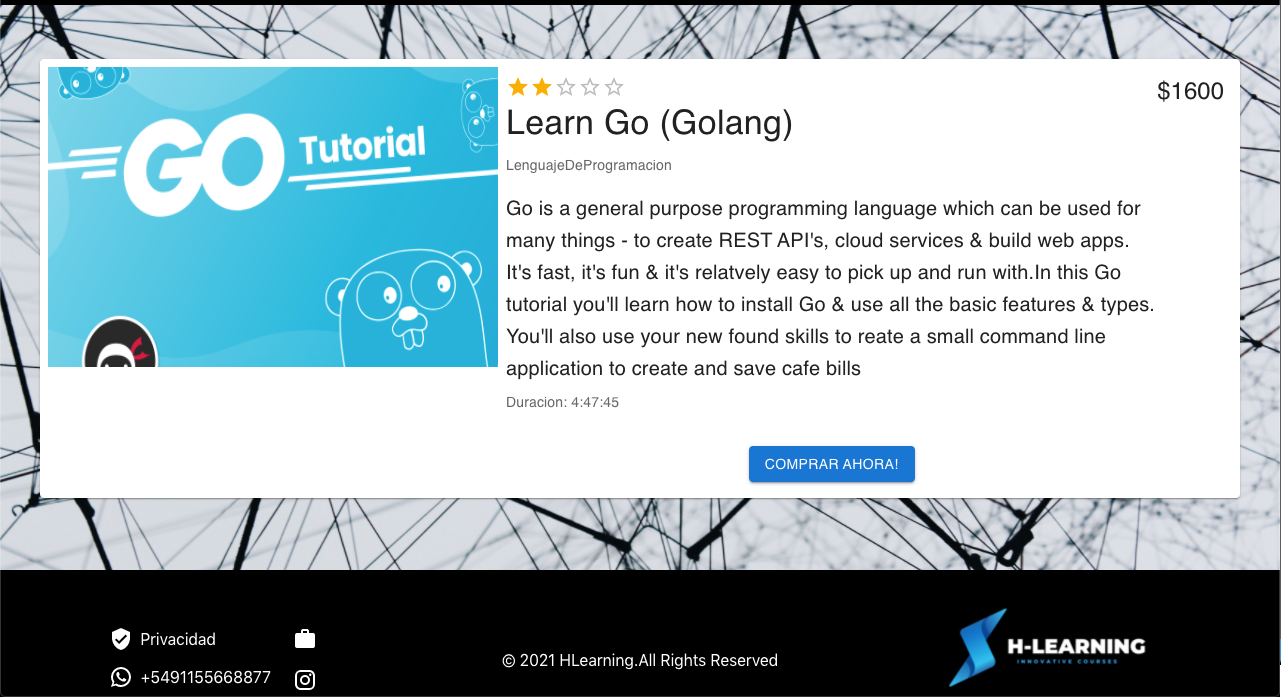 GO Tutorial
$1600
Learn Go (Golang)
LenguajeDeProgramacion
Go is a general purpose programming language which can be used for
many things - to create REST API's, cloud services & build web apps.
It's fast, it's fun & it's relatvely easy to pick up and run with.In this Go
tutorial you'll learn how to install Go & use all the basic features & types.
You'll also use your new found skills to reate a small command line
application to create and save cafe bills
Duracion: 4:47:45
COMPRAR AHORA!
Privacidad
+5491155668877
© 2021 HLearning.All Rights Reserved
H-LEARNING
INNOVATIVE COURSES